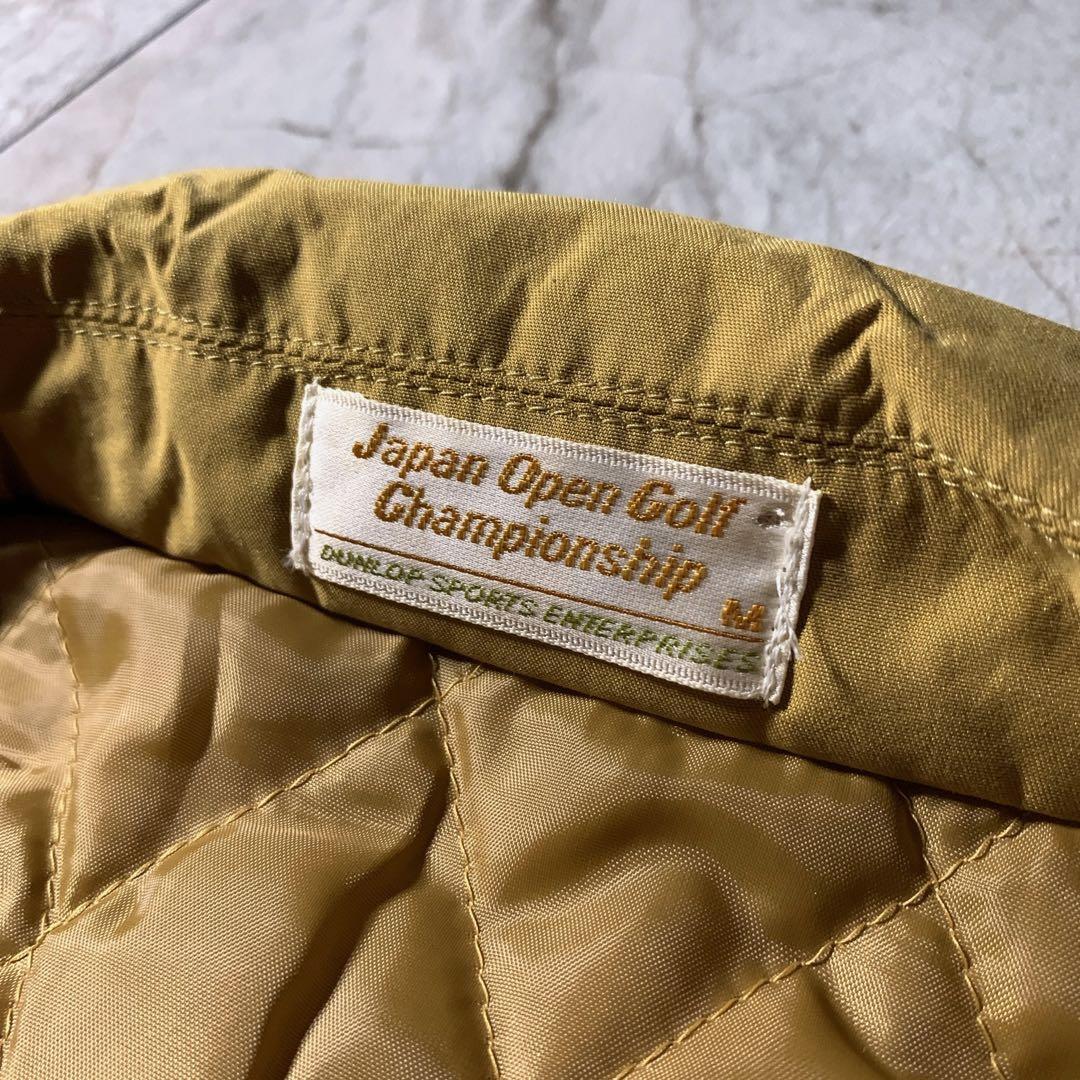 Japan Open Golf
Championship
M
DUNLOP SPORTS ENTERPRISES